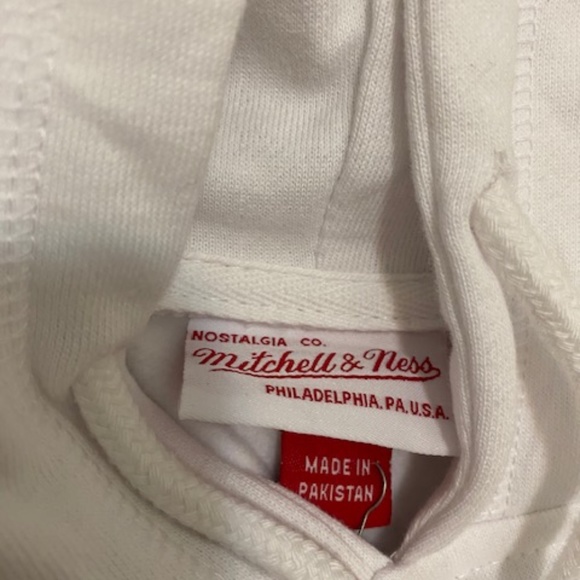 NOSTALGIA CO.
Mitchell & Ness
PHILADELPHIA.PA.U.S.A.
MADE IN
PAKISTAN